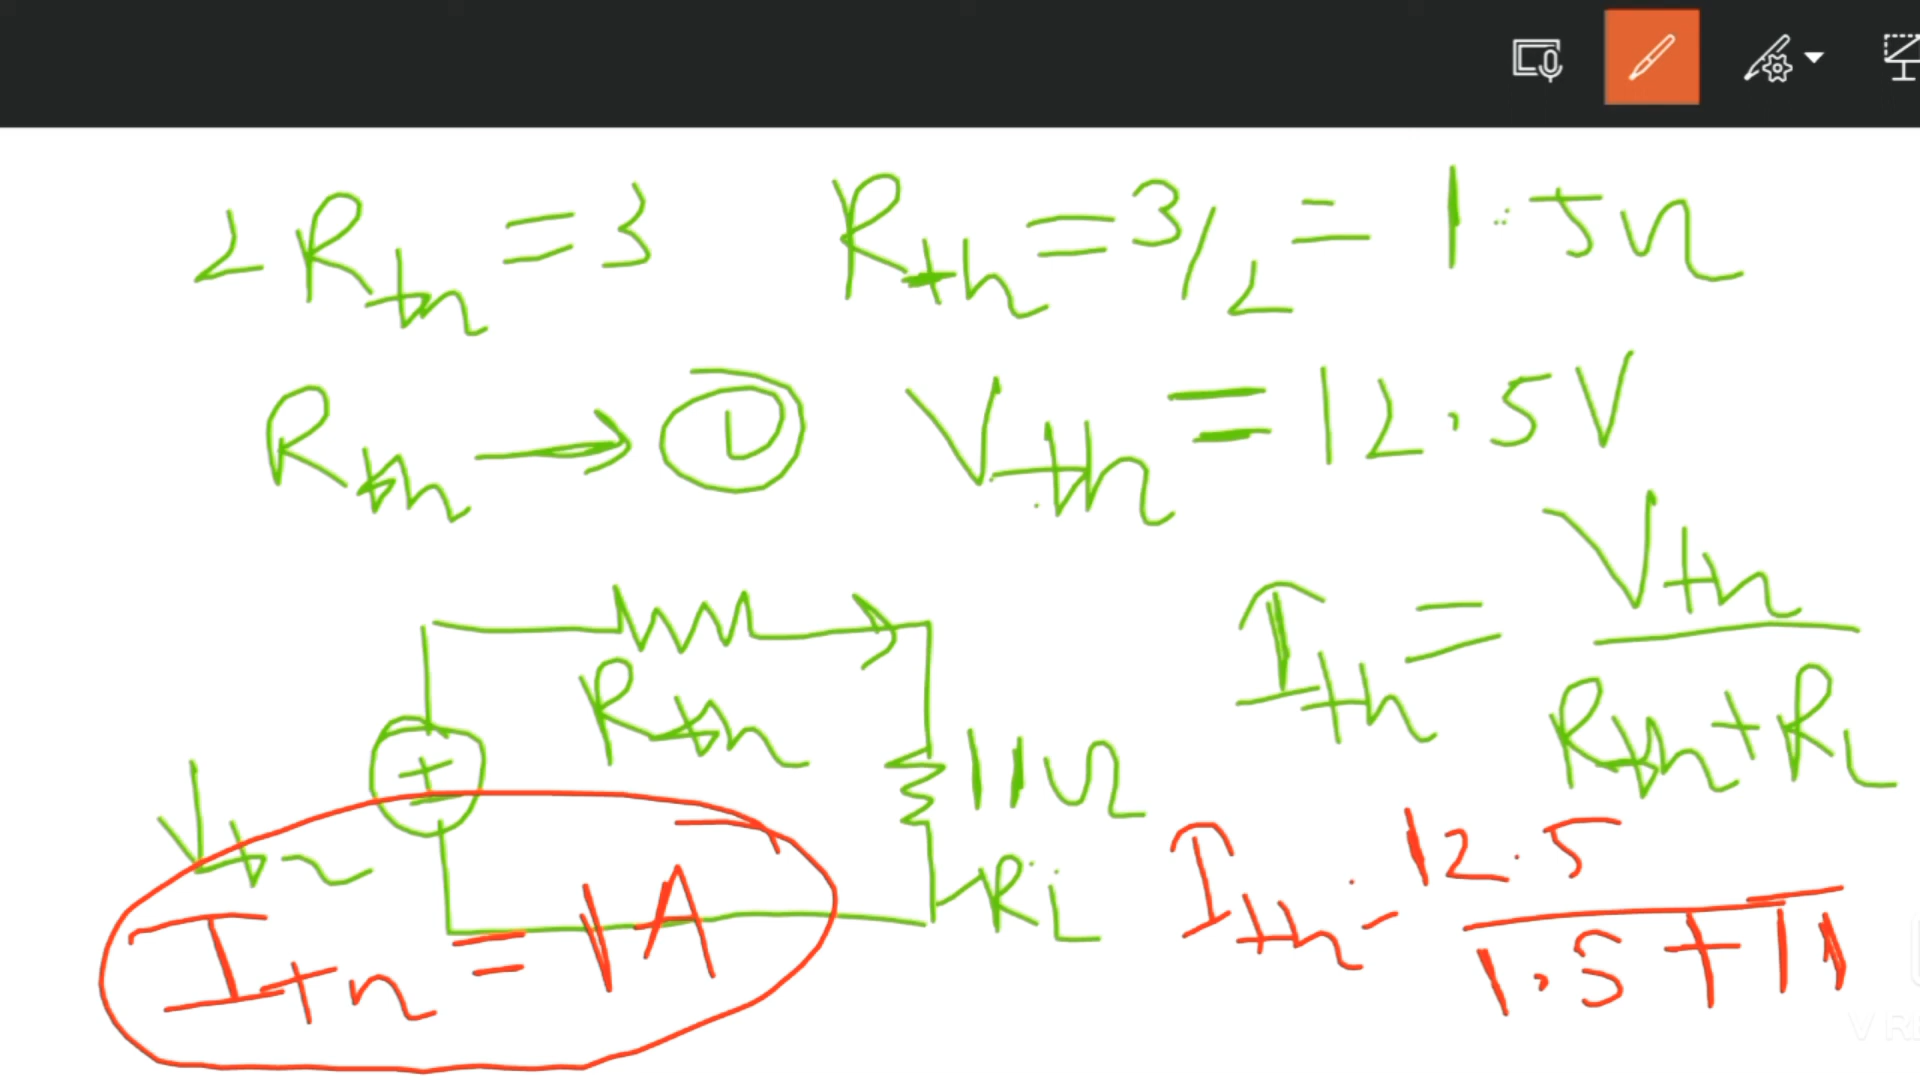 2Rth = 3 Rth = 3/2 = 1.5Ω
Rth → ① Vth = 12.5V
Ith = Vth / Rth + RL
Rth
Vth
11Ω
RL
Ith = 12.5 / 1.5 + 11
Ith = 1A